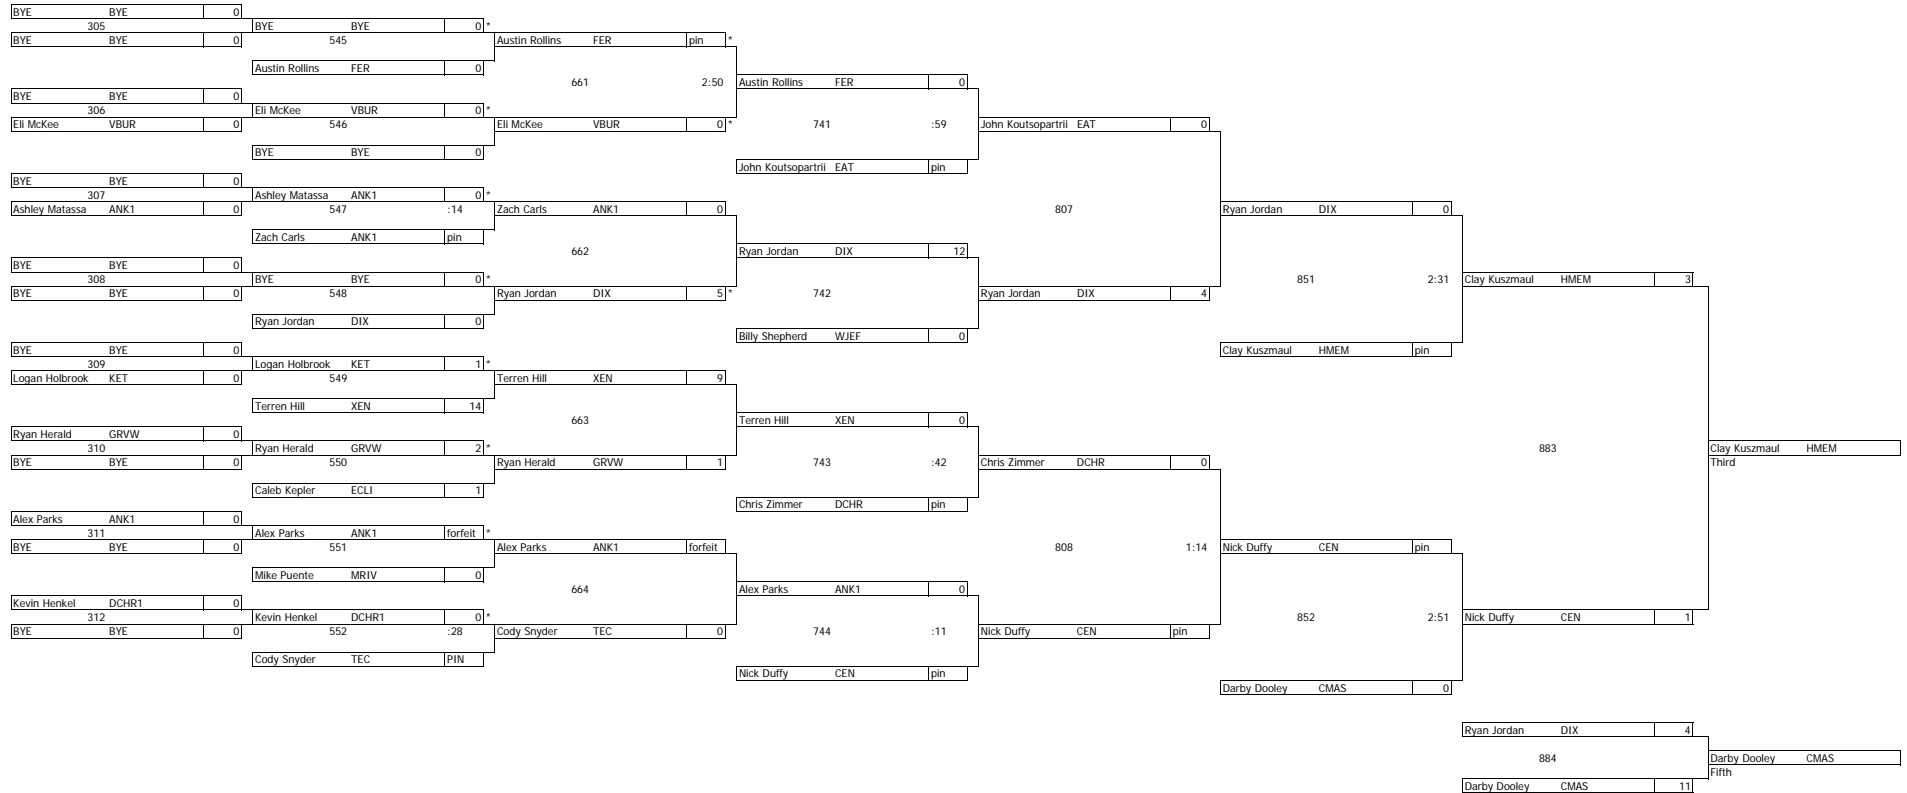 BYE BYE 0
305 BYE BYE 0 *
BYE BYE 0 545 Austin Rollins FER pin *
Austin Rollins FER 0
661 2:50 Austin Rollins FER 0
BYE BYE 0
306 Eli McKee VBUR 0 *
Eli McKee VBUR 0 546 Eli McKee VBUR 0 * 741 :59 John Koutsopartrii EAT 0
BYE BYE 0
John Koutsopartrii EAT pin
BYE BYE 0
307 Ashley Matassa ANK1 0 *
Ashley Matassa ANK1 0 547 :14 Zach Carls ANK1 0 807 Ryan Jordan DIX 0
Zach Carls ANK1 pin
662 Ryan Jordan DIX 12
BYE BYE 0
308 BYE BYE 0 * 851 2:31 Clay Kuszmaul HMEM 3
BYE BYE 0 548 Ryan Jordan DIX 5 * 742 Ryan Jordan DIX 4
Ryan Jordan DIX 0
Billy Shepherd WJEF 0
BYE BYE 0 Clay Kuszmaul HMEM pin
309 Logan Holbrook KET 1 *
Logan Holbrook KET 0 549 Terren Hill XEN 9
Terren Hill XEN 14
663 Terren Hill XEN 0
Ryan Herald GRVW 0
310 Ryan Herald GRVW 2 * 883 Clay Kuszmaul HMEM
BYE BYE 0 550 Ryan Herald GRVW 1 743 :42 Chris Zimmer DCHR 0 Third
Caleb Kepler ECLI 1
Chris Zimmer DCHR pin
Alex Parks ANK1 0
311 Alex Parks ANK1 forfeit *
BYE BYE 0 551 Alex Parks ANK1 forfeit 808 1:14 Nick Duffy CEN pin
Mike Puente MRIV 0
664 Alex Parks ANK1 0
Kevin Henkel DCHR1 0
312 Kevin Henkel DCHR1 0 * 852 2:51 Nick Duffy CEN 1
BYE BYE 0 552 :28 Cody Snyder TEC 0 744 :11 Nick Duffy CEN pin
Cody Snyder TEC PIN
Nick Duffy CEN pin
Darby Dooley CMAS 0
Ryan Jordan DIX 4
884 Darby Dooley CMAS
Fifth
Darby Dooley CMAS 11